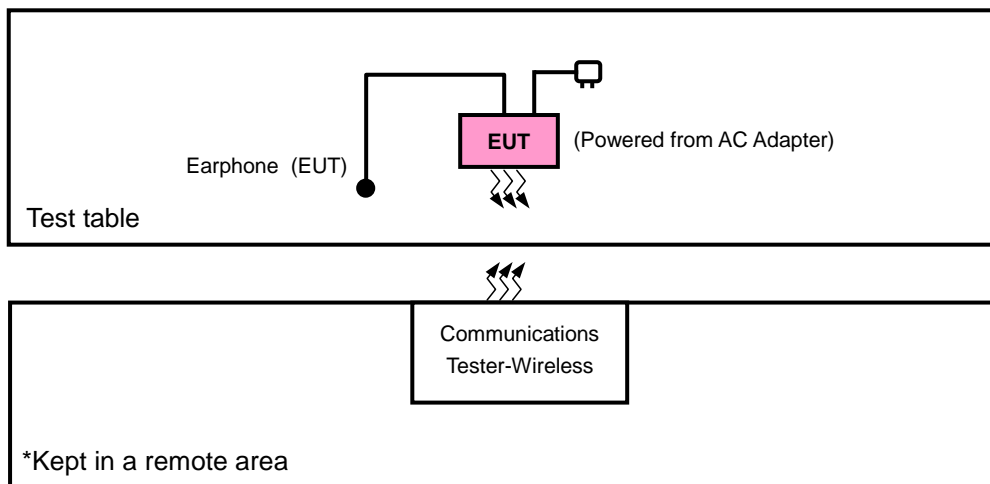 EUT
(Powered from AC Adapter)
Earphone (EUT)
Test table
Communications
Tester-Wireless
*Kept in a remote area